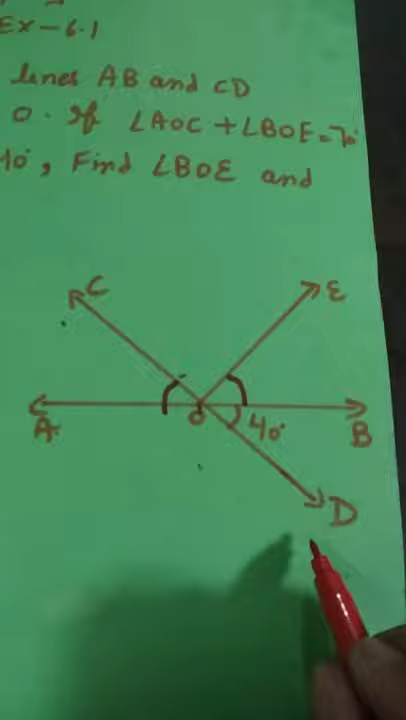 Ex-6.1
lines AB and CD
O. If ∠AOC + ∠BOE = 70°
40°, Find ∠BOE and
C
E
A
O
40°
B
D